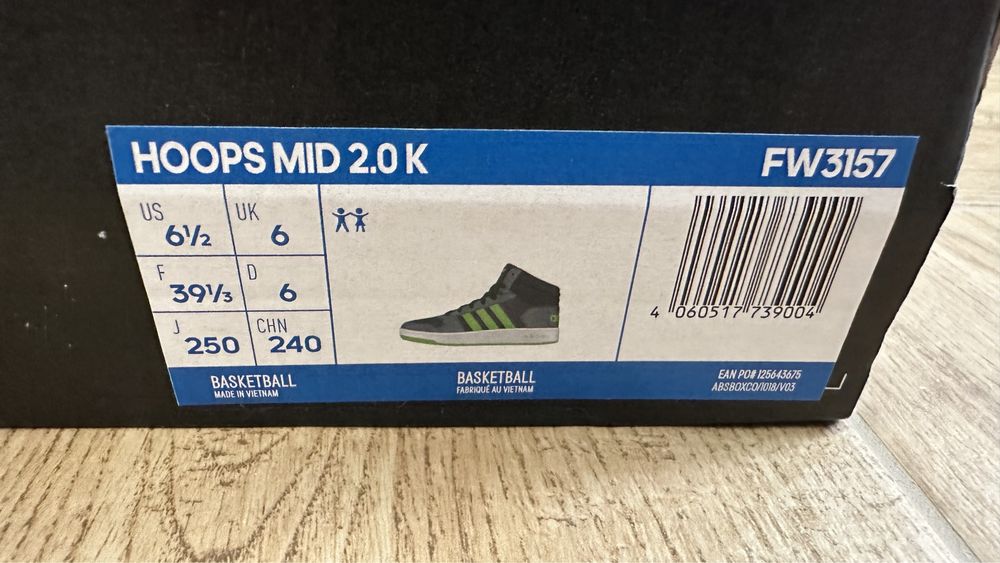 HOOPS MID 2.0 K FW3157
US 6½ UK 6
F 39⅓ D 6
J 250 CHN 240
4 060517 739004
BASKETBALL
MADE IN VIETNAM
BASKETBALL
FABRIQUÉ AU VIETNAM
EAN PO# 125643675
ABSBOXCO/1018/V03